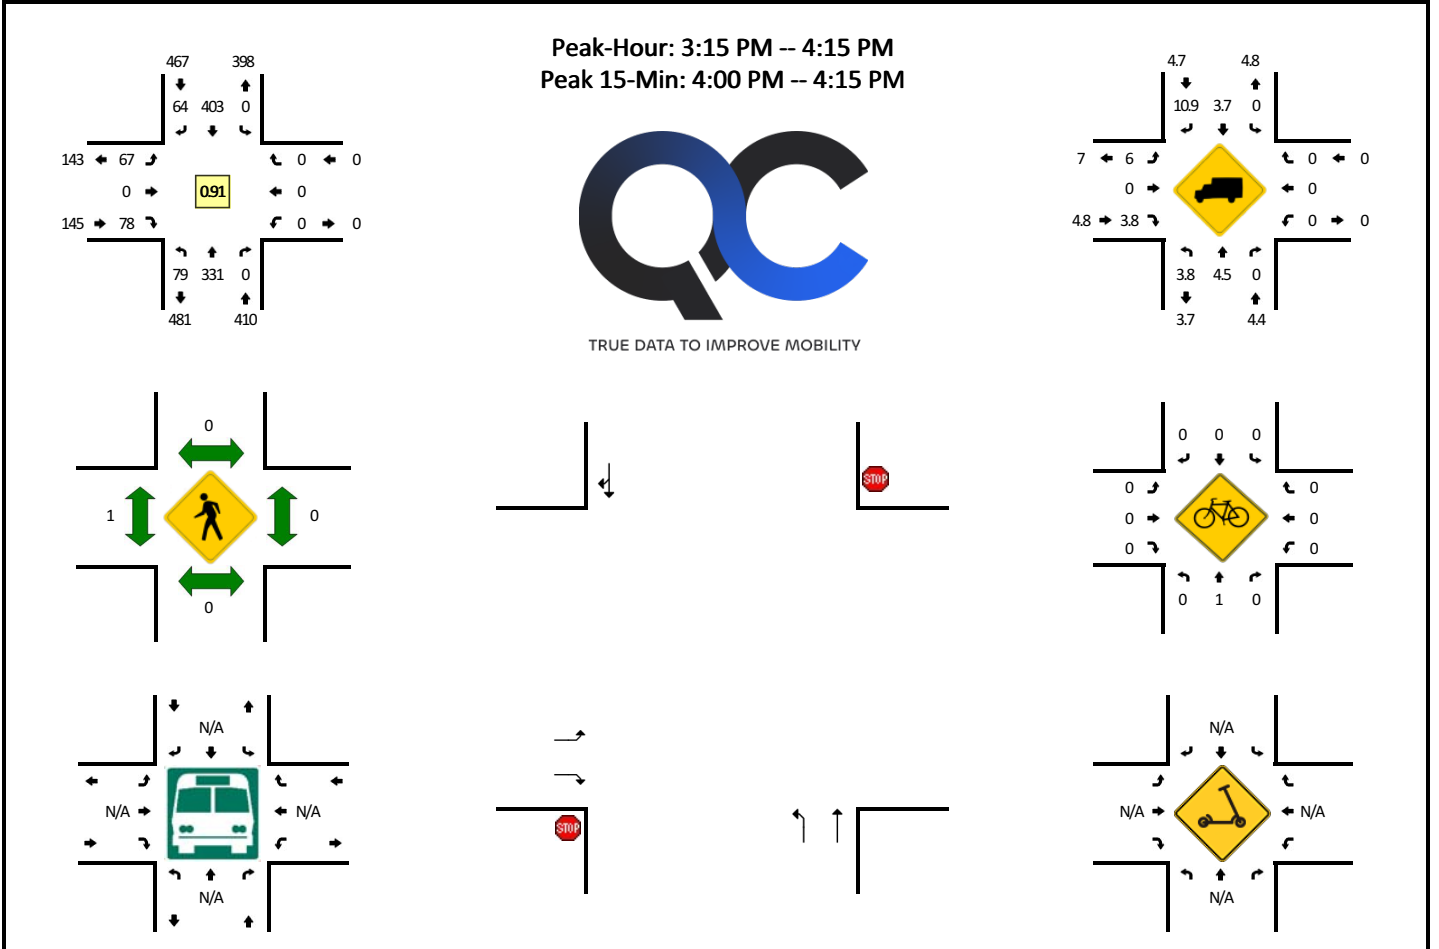 Peak-Hour: 3:15 PM -- 4:15 PM
Peak 15-Min: 4:00 PM -- 4:15 PM
467 398
64 403 0
143 67 0 0
0 0.91 0
145 78 0 0
79 331 0
481 410
TRUE DATA TO IMPROVE MOBILITY
4.7 4.8
10.9 3.7 0
7 6 0 0
0 0
4.8 3.8 0 0
3.8 4.5 0
3.7 4.4
0
1 0
0
STOP
STOP
0 0 0
0 0
0 0
0 0
0 1 0
N/A
N/A N/A
N/A
N/A
N/A N/A
N/A